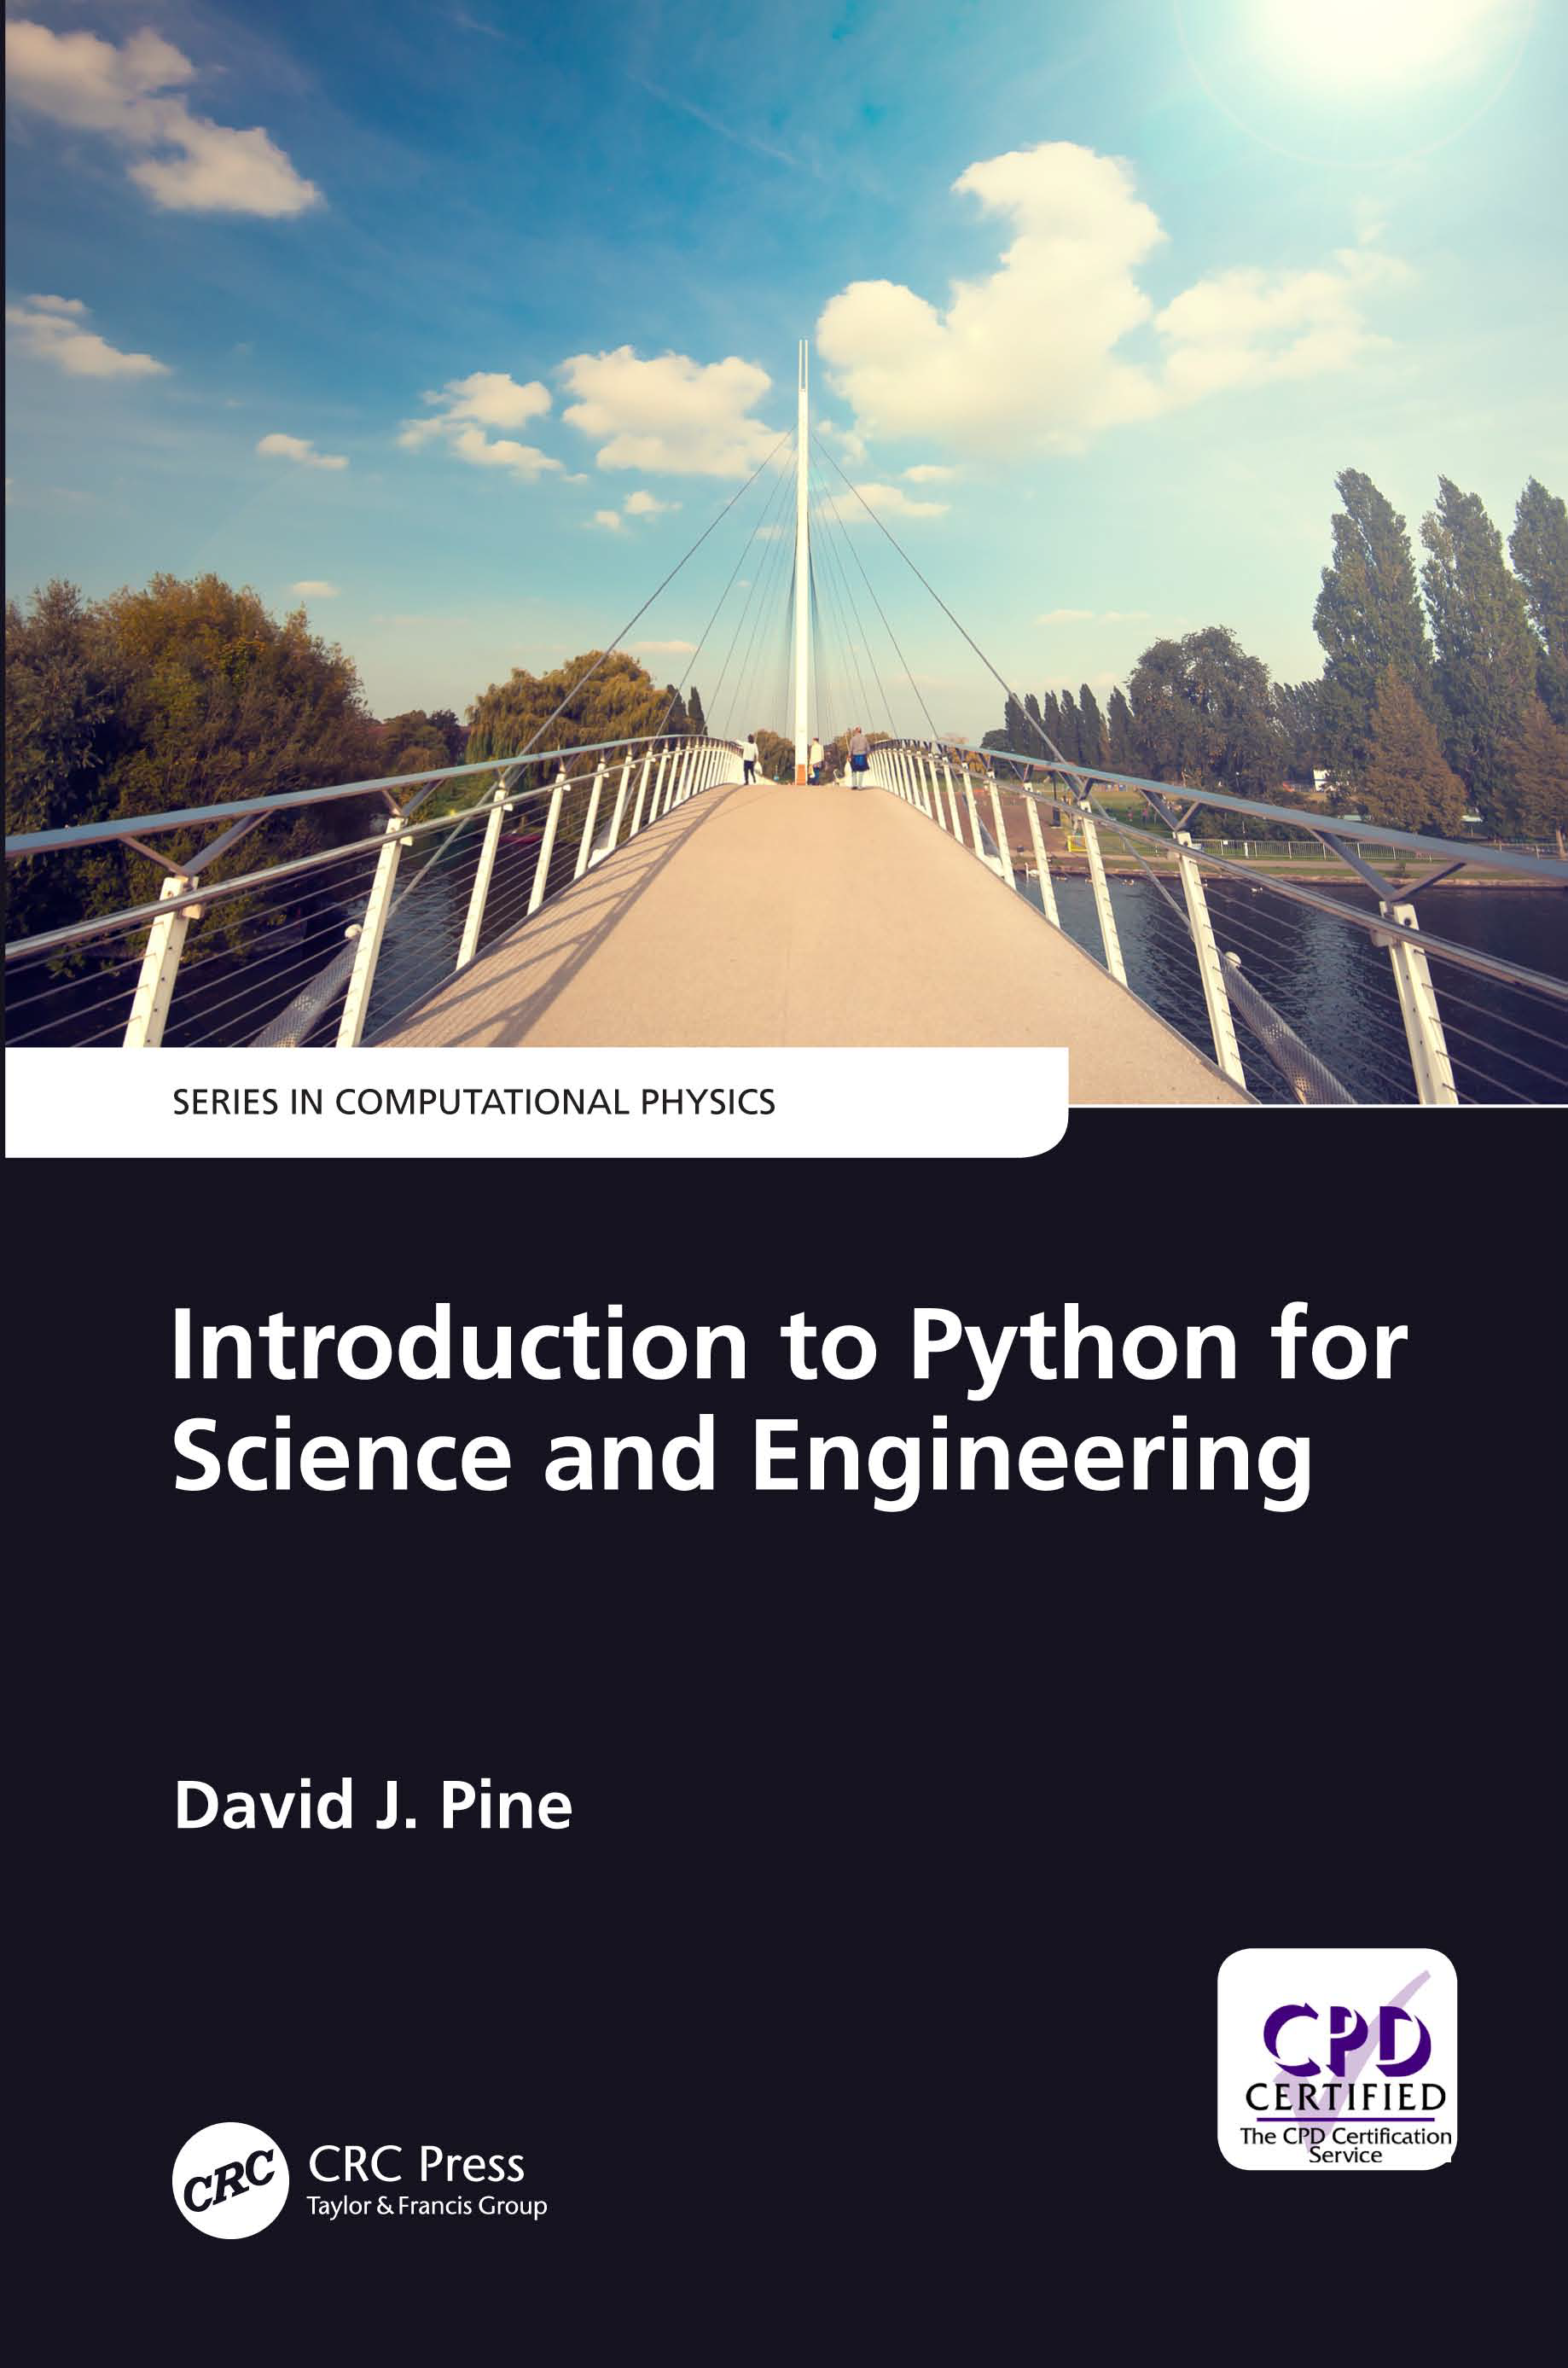 SERIES IN COMPUTATIONAL PHYSICS
Introduction to Python for
Science and Engineering
David J. Pine
CPD
CERTIFIED
The CPD Certification
Service
CRC
CRC Press
Taylor & Francis Group